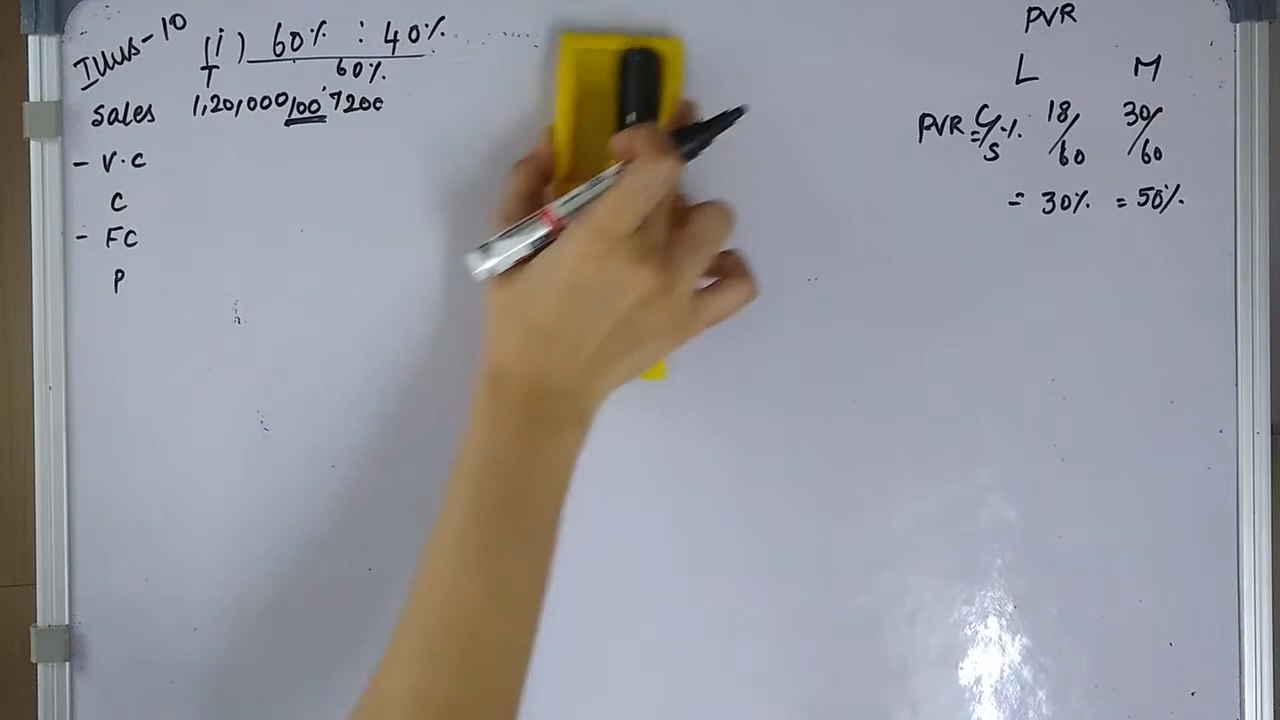 Illus-10 (i) 60% : 40%
T 60%
Sales 1,20,000 100 7200
- V.C
C
- FC
P
PVR
L M
PVR = C/S % 18/60 30/60
= 30% = 50%